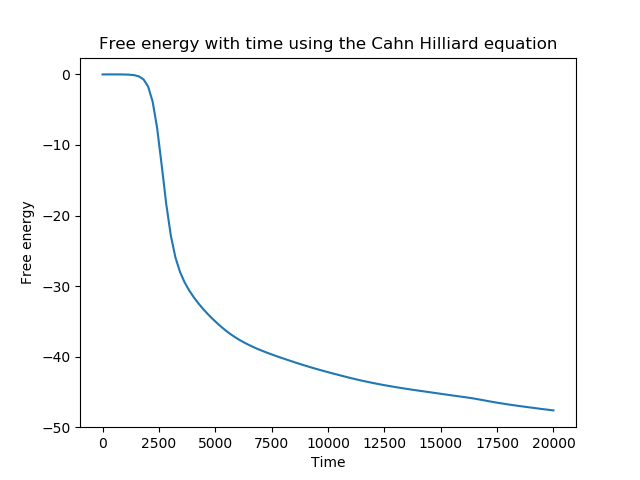 Free energy with time using the Cahn Hilliard equation
0
−10
−20
−30
−40
−50
Free energy
0 2500 5000 7500 10000 12500 15000 17500 20000
Time